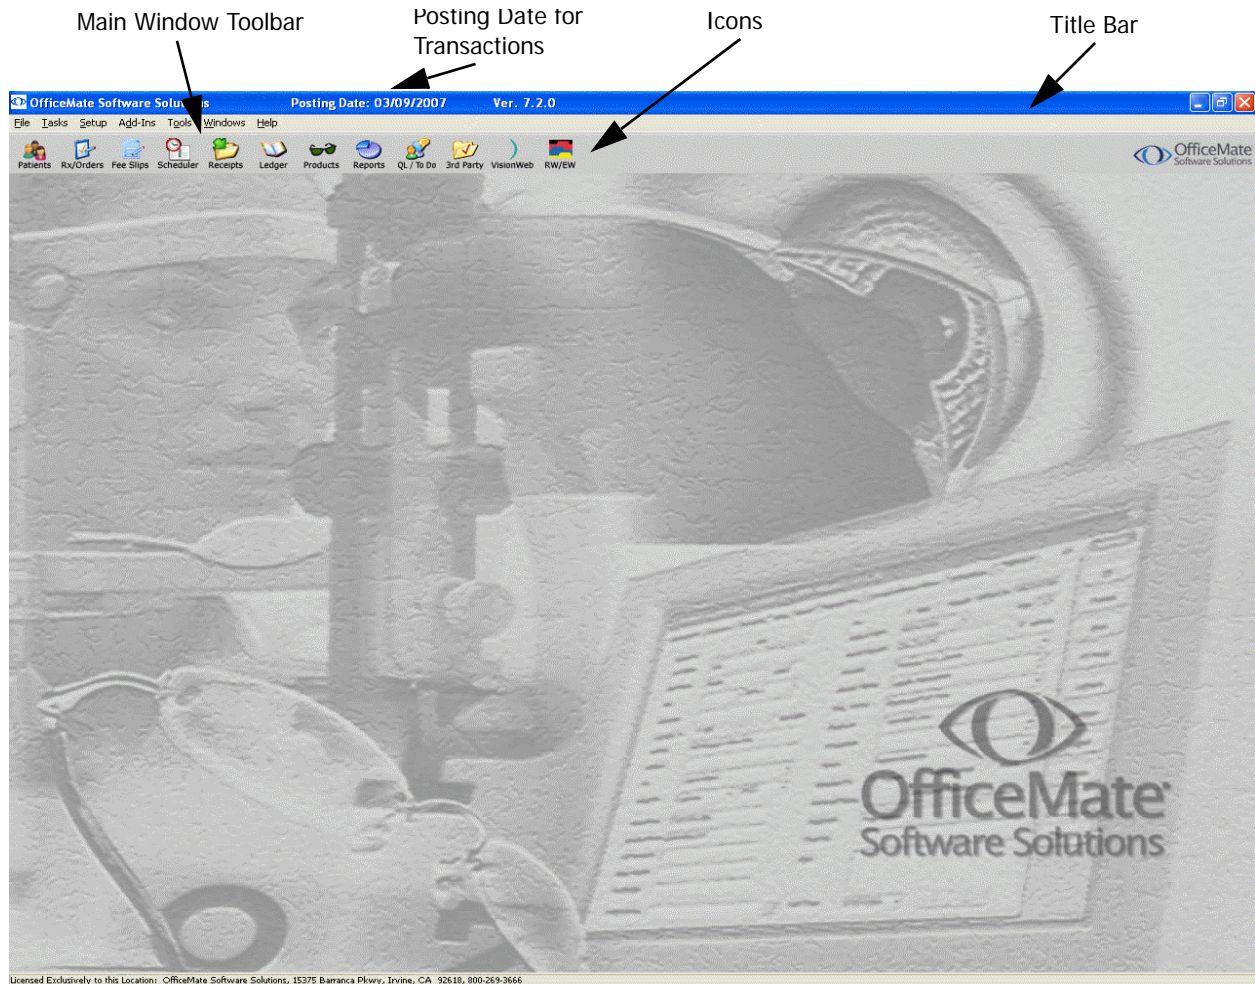 Main Window Toolbar
Posting Date for
Transactions
Icons
Title Bar
OfficeMate Software Solutions Posting Date: 03/09/2007 Ver. 7.2.0
File Tasks Setup Add-Ins Tools Windows Help
Patients Rx/Orders Fee Slips Scheduler Receipts Ledger Products Reports QL / To Do 3rd Party VisionWeb RW/EW
OfficeMate
Software Solutions
OfficeMate
Software Solutions
Licensed Exclusively to this Location: OfficeMate Software Solutions, 15375 Barranca Pkwy, Irvine, CA 92618, 800-269-3666